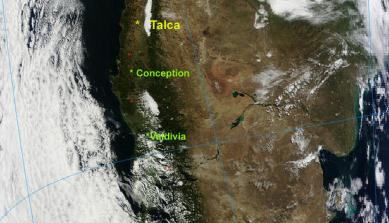 * Talca
* Conception
* Valdivia